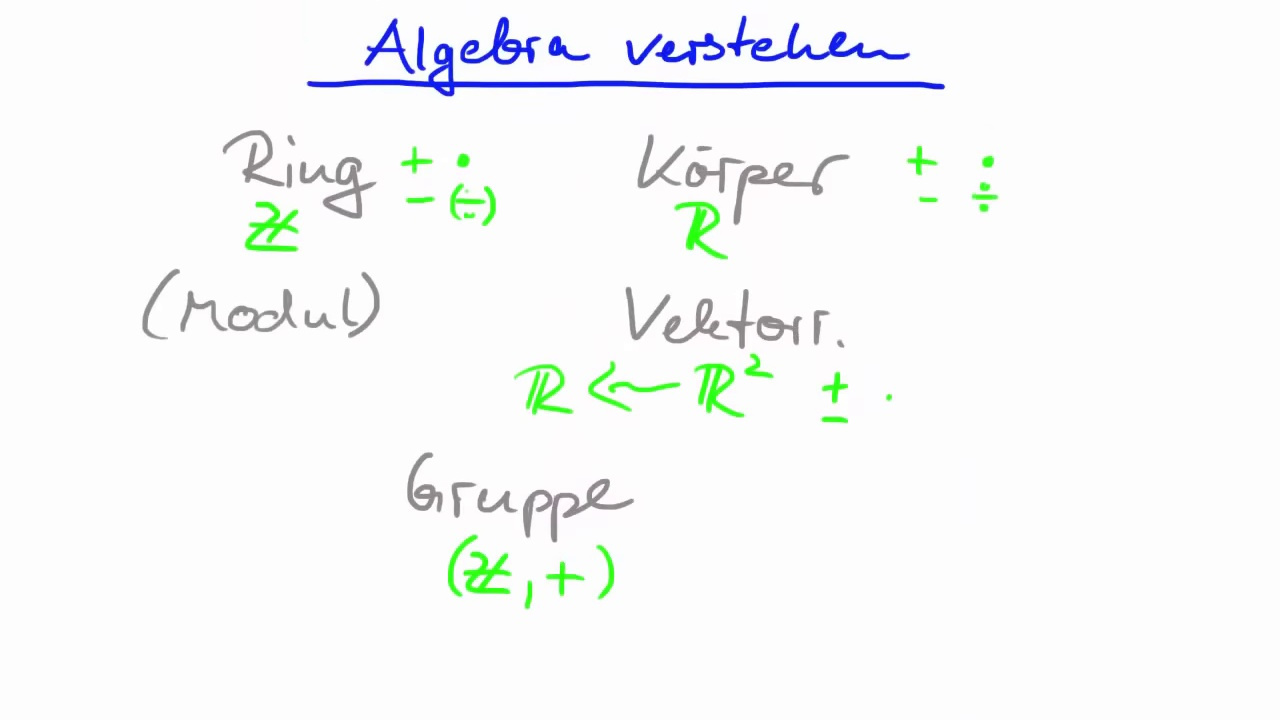 Algebra verstehen
Ring + · Körper + ·
- (÷) - ÷
ℤ ℝ
(Modul) Vektorr.
ℝ ← ℝ² ± ·
Gruppe
(ℤ, +)